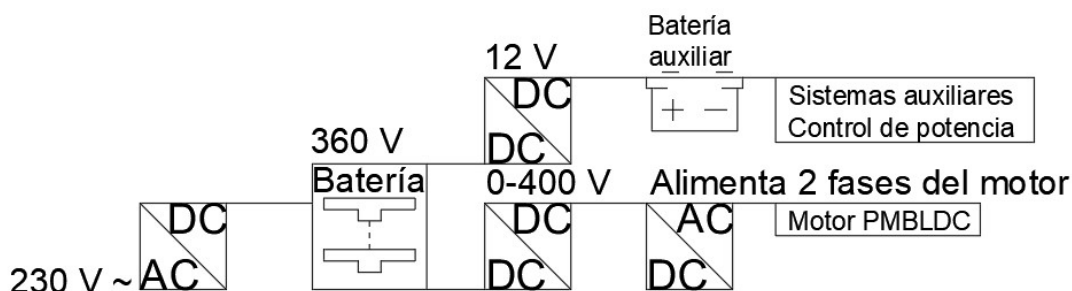 Batería
auxiliar
12 V
DC
DC
+ −
Sistemas auxiliares
Control de potencia
360 V
Batería
0-400 V
Alimenta 2 fases del motor
DC
AC
DC
DC
AC
DC
Motor PMBLDC
230 V ~